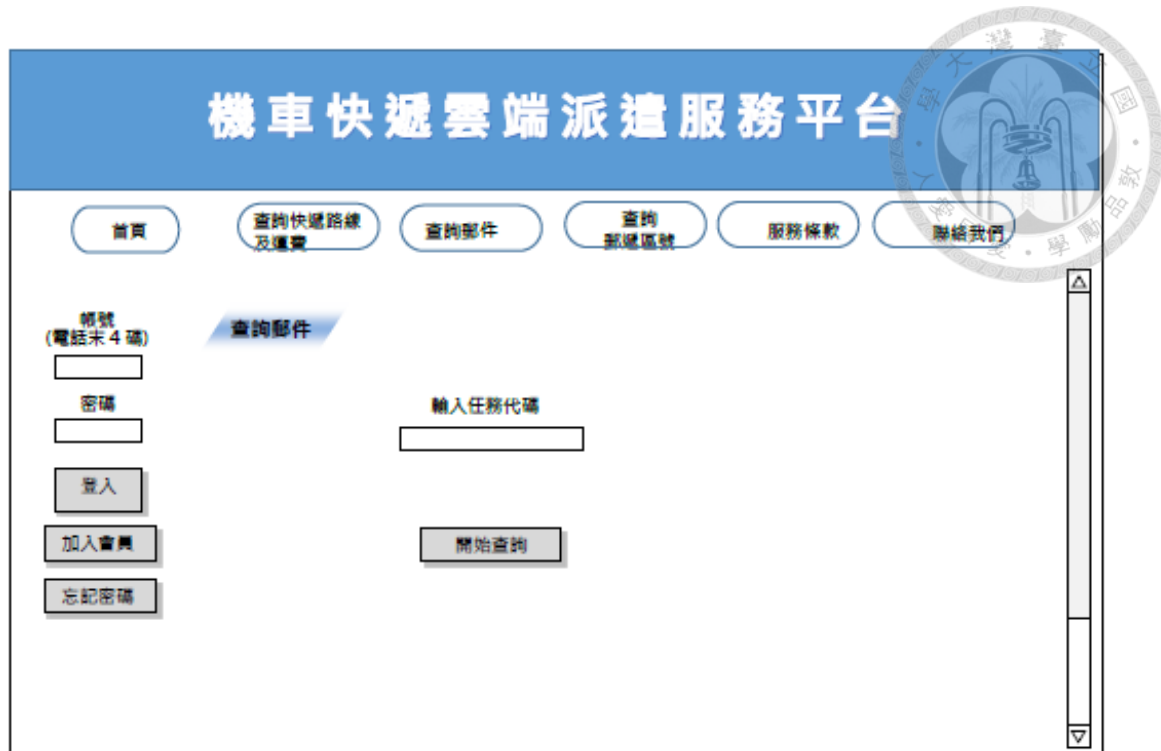 機車快遞雲端派遣服務平台
首頁
查詢快遞路線
及運費
查詢郵件
查詢
郵遞區號
服務條款
聯絡我們
帳號
(電話末 4 碼)
查詢郵件
密碼
輸入任務代碼
登入
加入會員
開始查詢
忘記密碼